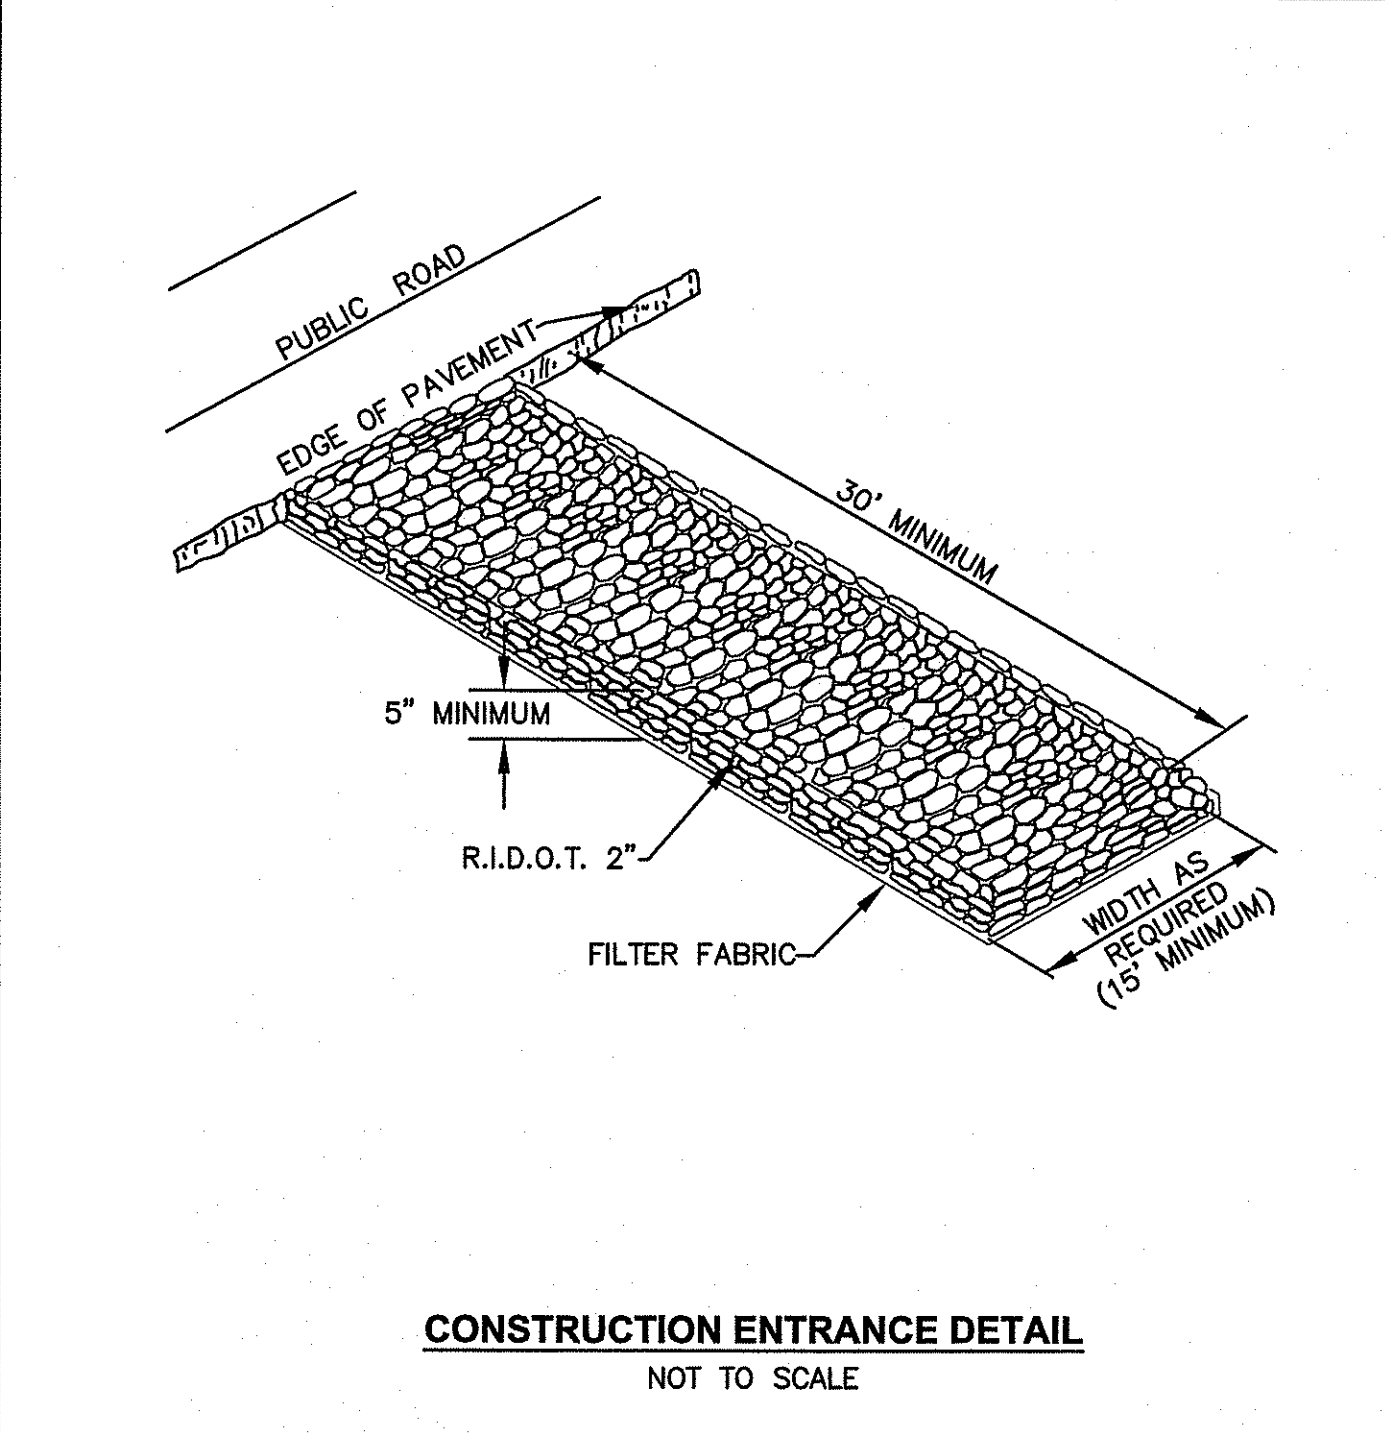 PUBLIC ROAD
EDGE OF PAVEMENT
30' MINIMUM
5" MINIMUM
R.I.D.O.T. 2"
FILTER FABRIC
WIDTH AS
REQUIRED
(15' MINIMUM)
CONSTRUCTION ENTRANCE DETAIL
NOT TO SCALE